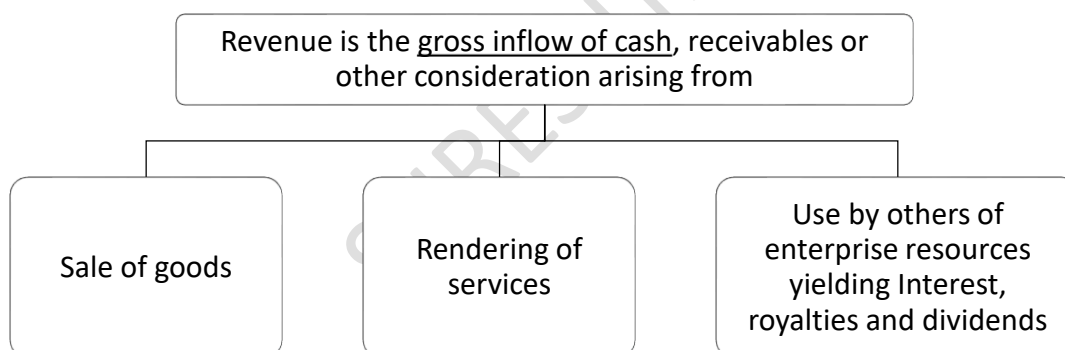 Revenue is the gross inflow of cash, receivables or
other consideration arising from
Sale of goods
Rendering of
services
Use by others of
enterprise resources
yielding Interest,
royalties and dividends